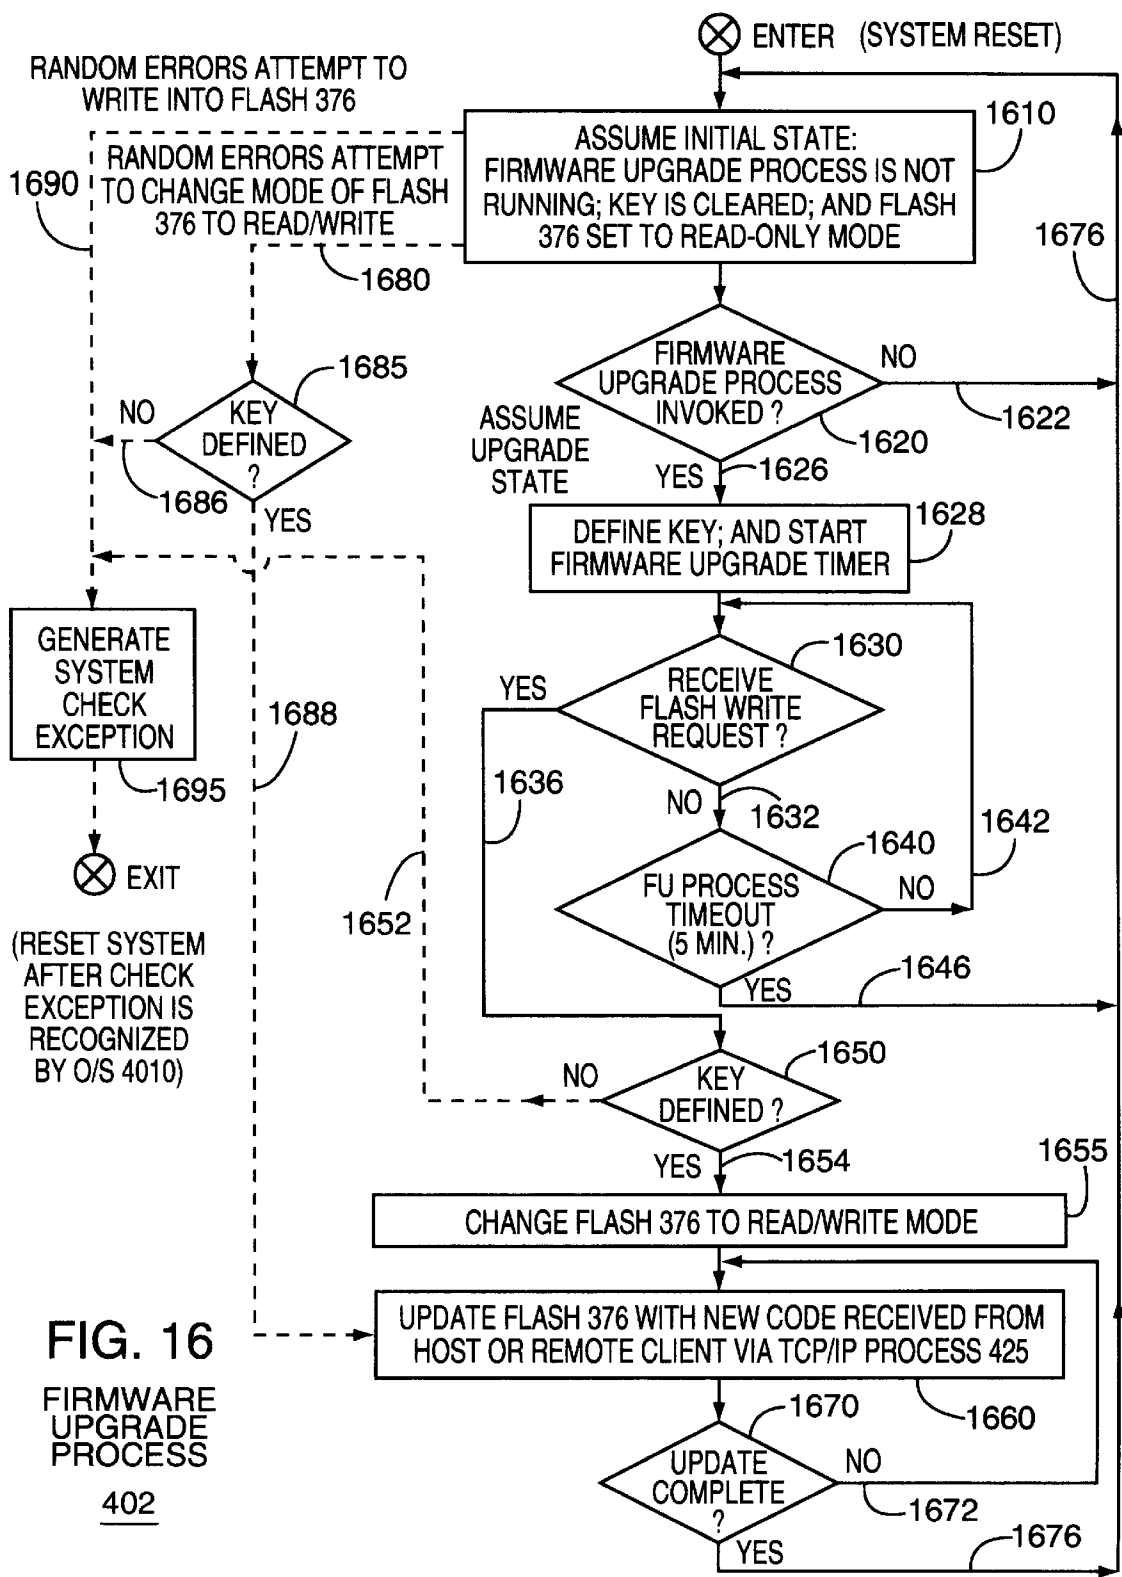 ENTER (SYSTEM RESET)
RANDOM ERRORS ATTEMPT TO
WRITE INTO FLASH 376
1610
ASSUME INITIAL STATE:
FIRMWARE UPGRADE PROCESS IS NOT
RUNNING; KEY IS CLEARED; AND FLASH
376 SET TO READ-ONLY MODE
RANDOM ERRORS ATTEMPT
TO CHANGE MODE OF FLASH
376 TO READ/WRITE
1690
1680
1676
FIRMWARE
UPGRADE PROCESS
INVOKED ?
NO
1622
1620
1685
KEY
DEFINED
?
NO
1686
YES
ASSUME
UPGRADE
STATE
YES
1626
1628
DEFINE KEY; AND START
FIRMWARE UPGRADE TIMER
GENERATE
SYSTEM
CHECK
EXCEPTION
1695
EXIT
(RESET SYSTEM
AFTER CHECK
EXCEPTION IS
RECOGNIZED
BY O/S 4010)
1688
1630
RECEIVE
FLASH WRITE
REQUEST ?
YES
1636
NO
1632
1642
1640
FU PROCESS
TIMEOUT
(5 MIN.) ?
NO
1652
YES
1646
1650
KEY
DEFINED ?
NO
YES
1654
1655
CHANGE FLASH 376 TO READ/WRITE MODE
UPDATE FLASH 376 WITH NEW CODE RECEIVED FROM
HOST OR REMOTE CLIENT VIA TCP/IP PROCESS 425
1660
1670
UPDATE
COMPLETE
?
NO
1672
YES
1676
FIG. 16
FIRMWARE
UPGRADE
PROCESS
402